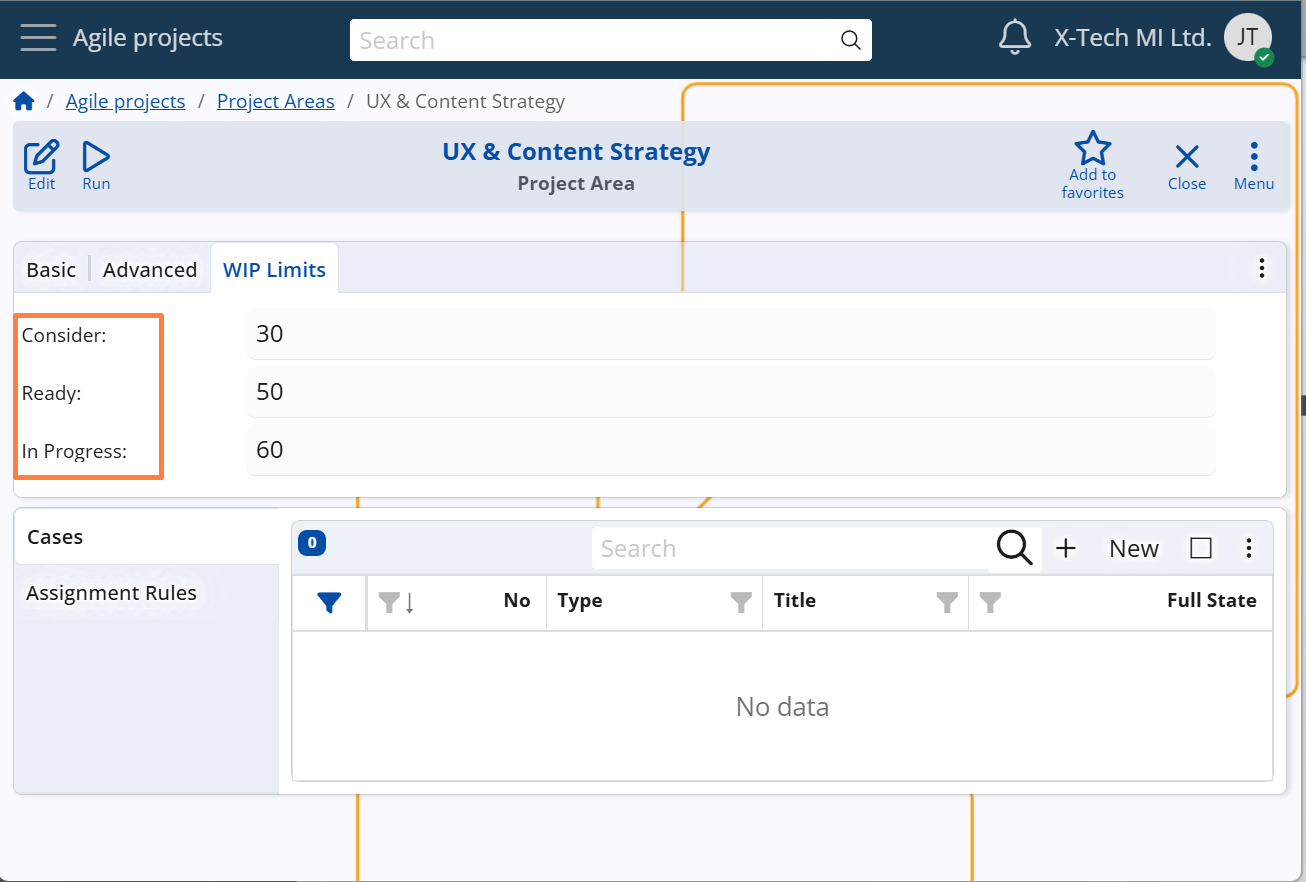 Agile projects
Search
X-Tech MI Ltd.
JT
/ Agile projects / Project Areas / UX & Content Strategy
Edit
Run
UX & Content Strategy
Project Area
Add to
favorites
Close
Menu
Basic
Advanced
WIP Limits
Consider:
30
Ready:
50
In Progress:
60
Cases
Assignment Rules
0
Search
New
No
Type
Title
Full State
No data